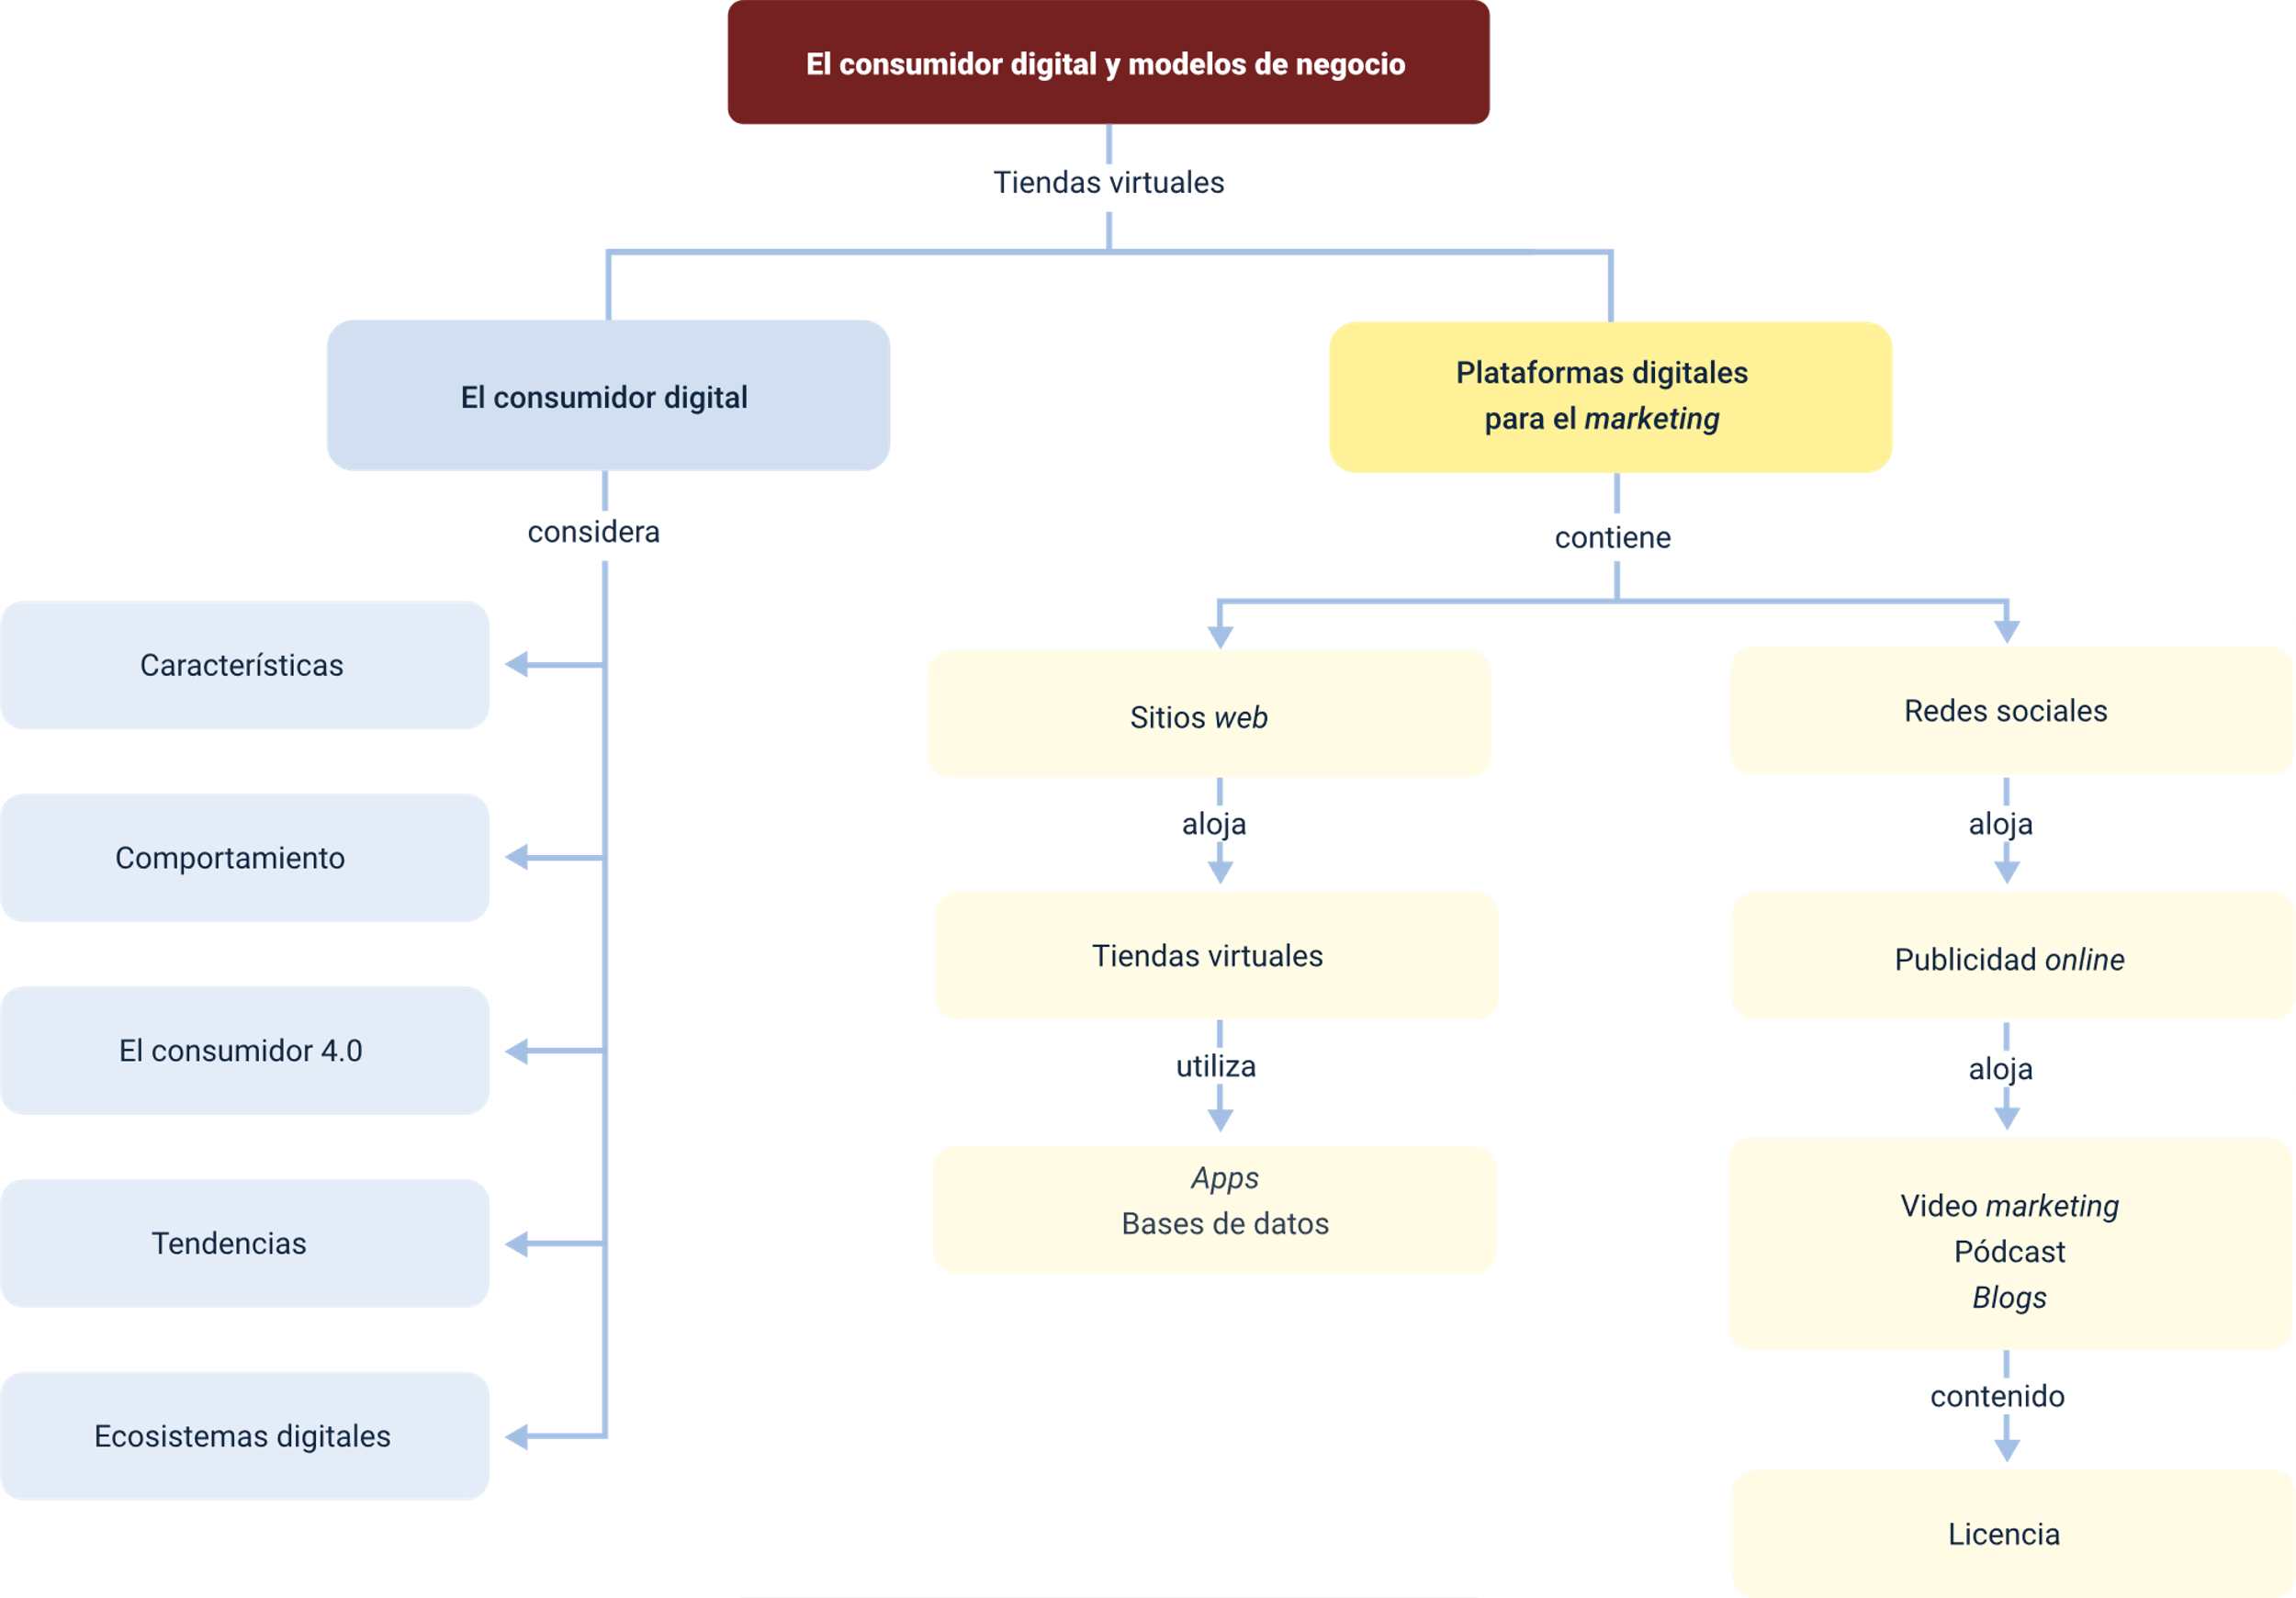 El consumidor digital y modelos de negocio
Tiendas virtuales
El consumidor digital
considera
Características
Comportamiento
El consumidor 4.0
Tendencias
Ecosistemas digitales
Plataformas digitales
para el marketing
contiene
Sitios web
aloja
Tiendas virtuales
utiliza
Apps
Bases de datos
Redes sociales
aloja
Publicidad online
aloja
Video marketing
Pódcast
Blogs
contenido
Licencia